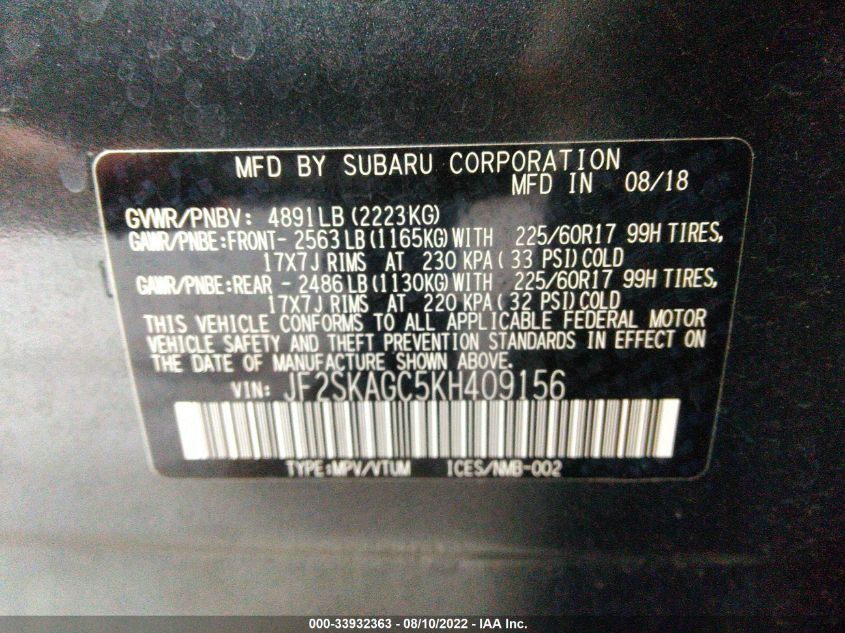 MFD BY SUBARU CORPORATION
MFD IN 08/18
GVWR/PNBV: 4891LB (2223KG)
GAWR/PNBE:FRONT- 2563LB (1165KG) WITH 225/60R17 99H TIRES,
17X7J RIMS AT 230 KPA( 33 PSI) COLD
GAWR/PNBE:REAR - 2486LB (1130KG) WITH 225/60R17 99H TIRES,
17X7J RIMS AT 220 KPA( 32 PSI) COLD
THIS VEHICLE CONFORMS TO ALL APPLICABLE FEDERAL MOTOR
VEHICLE SAFETY AND THEFT PREVENTION STANDARDS IN EFFECT ON
THE DATE OF MANUFACTURE SHOWN ABOVE.
VIN: JF2SKAGC5KH409156
TYPE:MPV/VTUM ICES/NMB-002
000-33932363 - 08/10/2022 - IAA Inc.